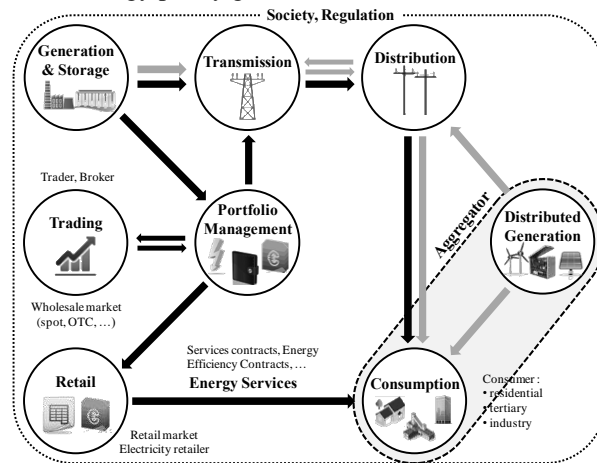 Society, Regulation
Generation
& Storage
Transmission
Distribution
Trader, Broker
Trading
Portfolio
Management
Aggregator
Distributed
Generation
Wholesale market
(spot, OTC, …)
Services contracts, Energy
Efficiency Contracts, …
Retail
Energy Services
Consumption
Consumer :
• residential
• tertiary
• industry
Retail market
Electricity retailer